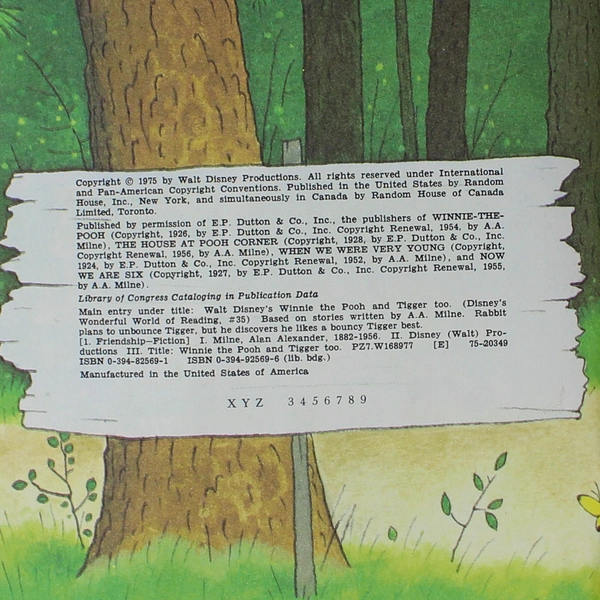 Copyright © 1975 by Walt Disney Productions. All rights reserved under International
and Pan-American Copyright Conventions. Published in the United States by Random
House, Inc., New York, and simultaneously in Canada by Random House of Canada
Limited, Toronto.
Published by permission of E.P. Dutton & Co., Inc., the publishers of WINNIE-THE-
POOH (Copyright, 1926, by E.P. Dutton & Co., Inc. Copyright Renewal, 1954, by A.A.
Milne), THE HOUSE AT POOH CORNER (Copyright, 1928, by E.P. Dutton & Co., Inc.
Copyright Renewal, 1956, by A.A. Milne), WHEN WE WERE VERY YOUNG (Copyright,
1924, by E.P. Dutton & Co., Inc. Copyright Renewal, 1952, by A.A. Milne), and NOW
WE ARE SIX (Copyright, 1927, by E.P. Dutton & Co., Inc. Copyright Renewal, 1955,
by A.A. Milne).
Library of Congress Cataloging in Publication Data
Main entry under title: Walt Disney's Winnie the Pooh and Tigger too. (Disney's
Wonderful World of Reading, #35) Based on stories written by A.A. Milne. Rabbit
plans to unbounce Tigger, but he discovers he likes a bouncy Tigger best.
[1. Friendship—Fiction] I. Milne, Alan Alexander, 1882-1956. II. Disney (Walt) Pro-
ductions III. Title: Winnie the Pooh and Tigger too. PZ7.W168977 [E] 75-20349
ISBN 0-394-82569-1 ISBN 0-394-92569-6 (lib. bdg.)
Manufactured in the United States of America
X Y Z 3 4 5 6 7 8 9